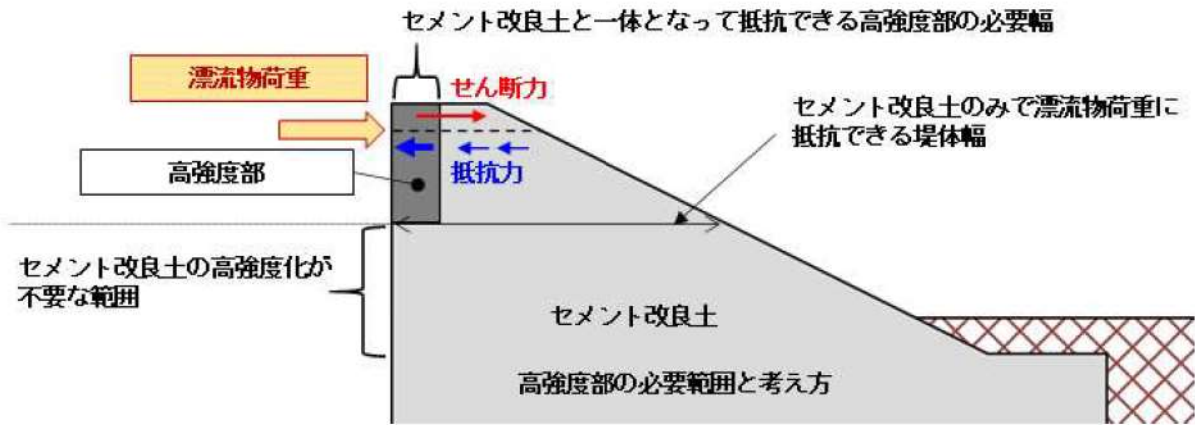 セメント改良土と一体となって抵抗できる高強度部の必要幅
漂流物荷重
せん断力
セメント改良土のみで漂流物荷重に
抵抗できる堤体幅
高強度部
抵抗力
セメント改良土の高強度化が
不要な範囲
セメント改良土
高強度部の必要範囲と考え方